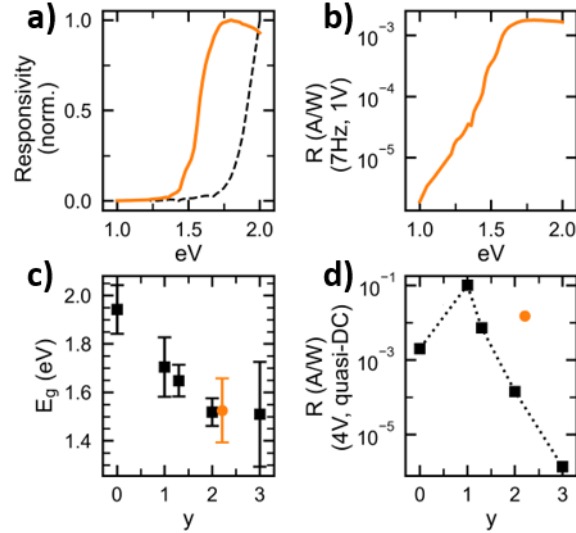 a)
Responsivity
(norm.)
1.0
0.5
0.0
1.0
1.5
2.0
eV
b)
R (A/W)
(7Hz, 1V)
10⁻³
10⁻⁴
10⁻⁵
1.0
1.5
2.0
eV
c)
E_g (eV)
2.0
1.8
1.6
1.4
0
1
2
3
y
d)
R (A/W)
(4V, quasi-DC)
10⁻¹
10⁻³
10⁻⁵
0
1
2
3
y